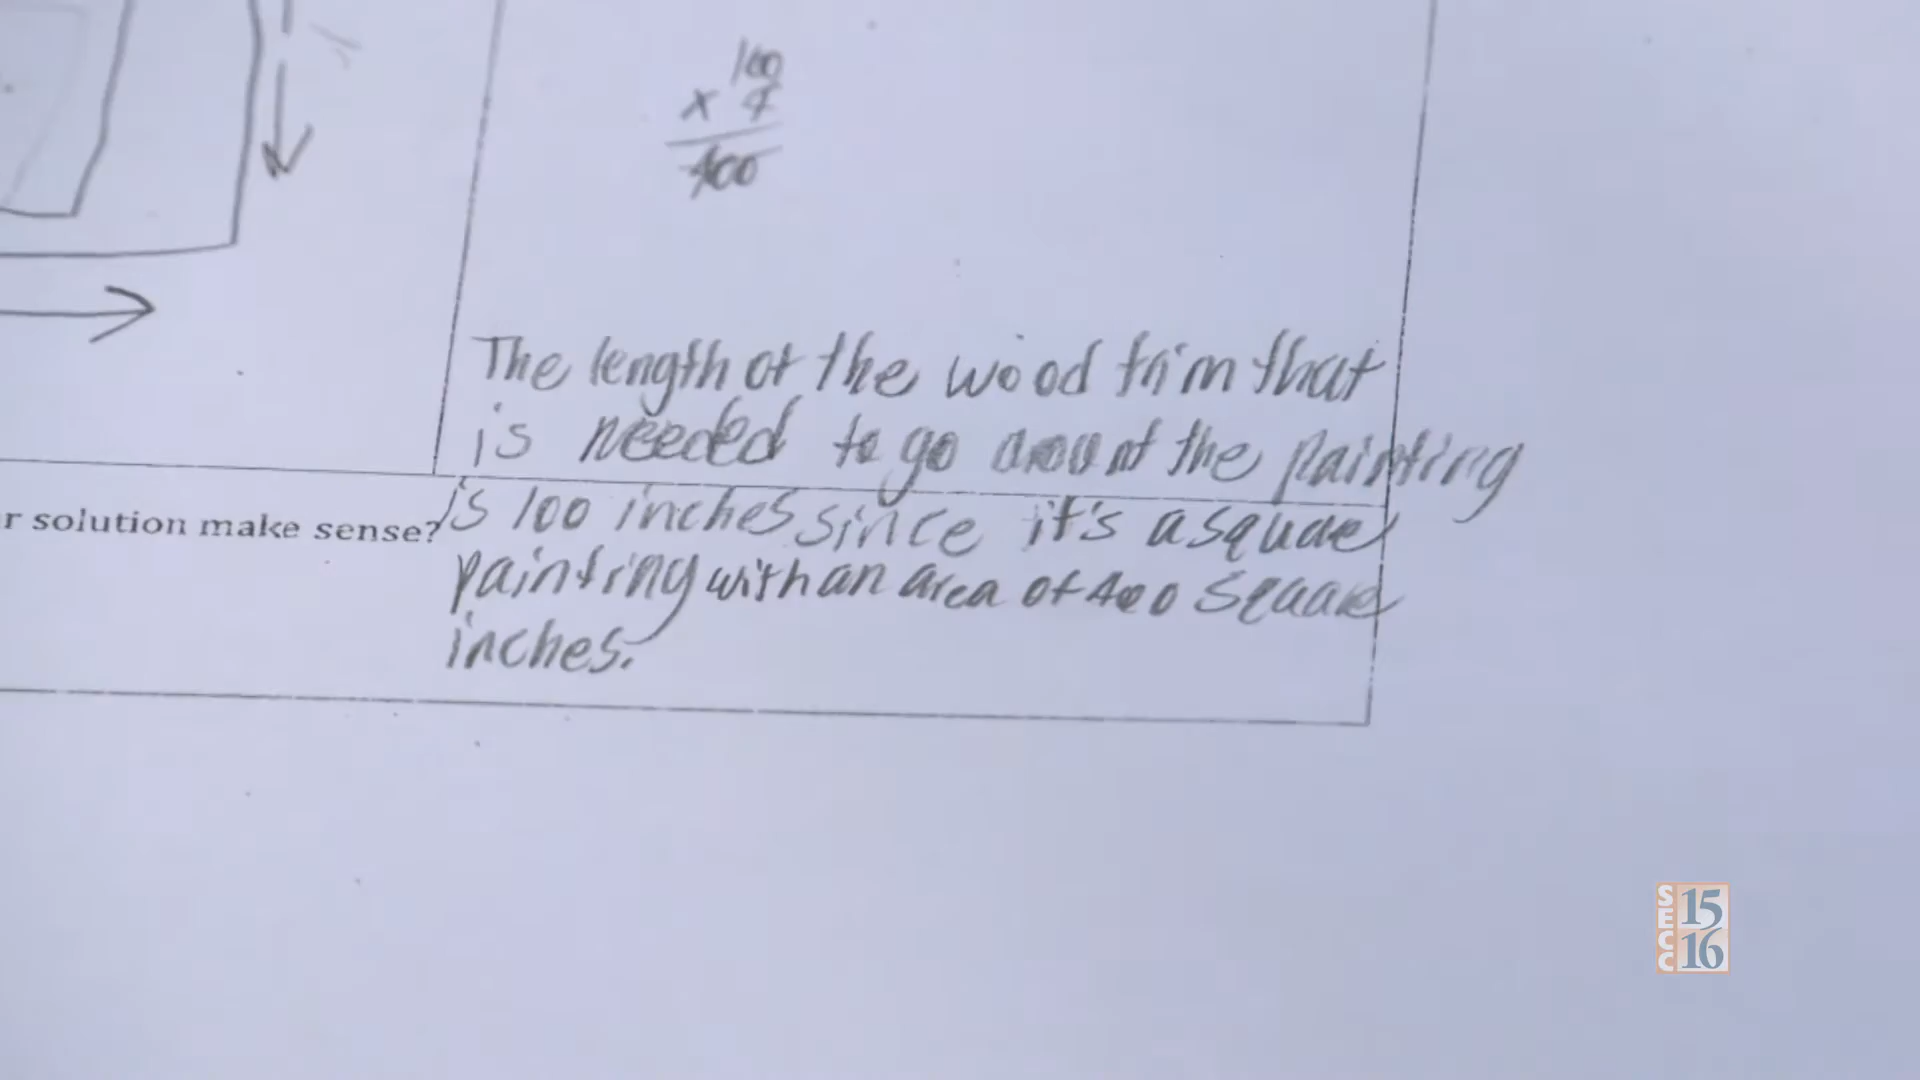 100
x 4
400
The length of the wood trim that
is needed to go around the painting
r solution make sense?
is 100 inches since it's a square
painting with an area of 400 square
inches.
SECC
15
16